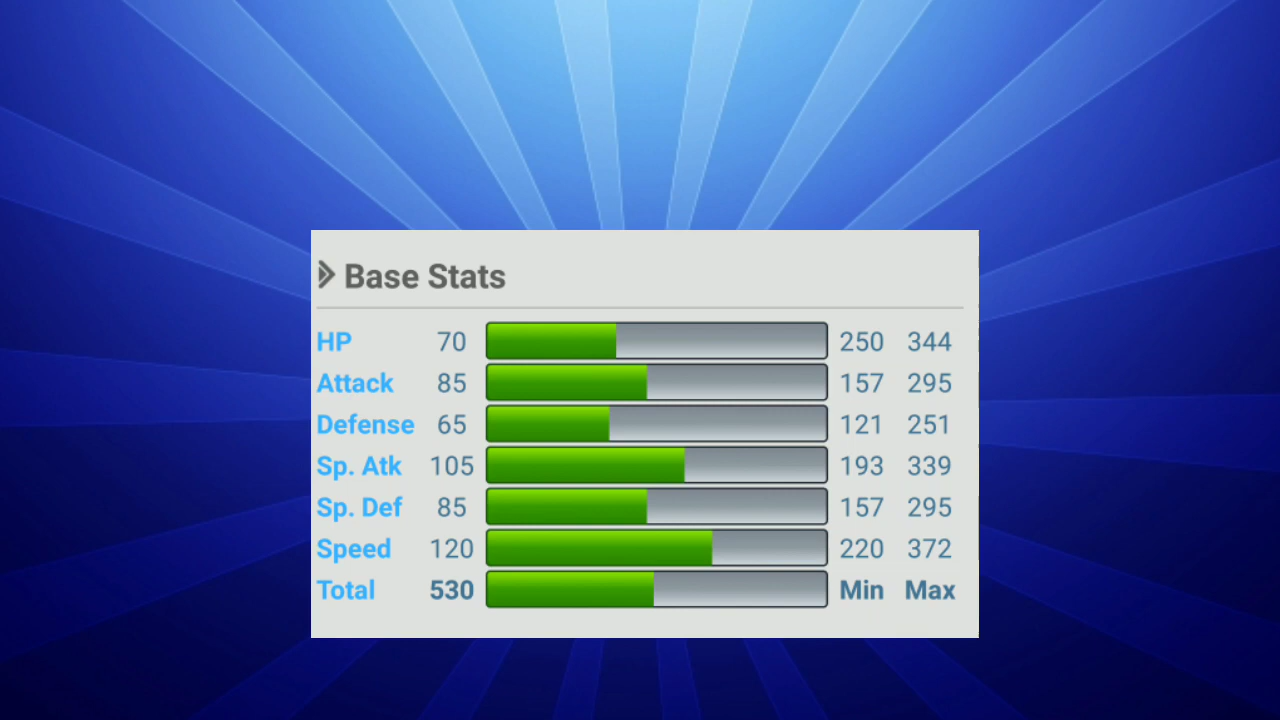 Base Stats
HP 70 250 344
Attack 85 157 295
Defense 65 121 251
Sp. Atk 105 193 339
Sp. Def 85 157 295
Speed 120 220 372
Total 530 Min Max